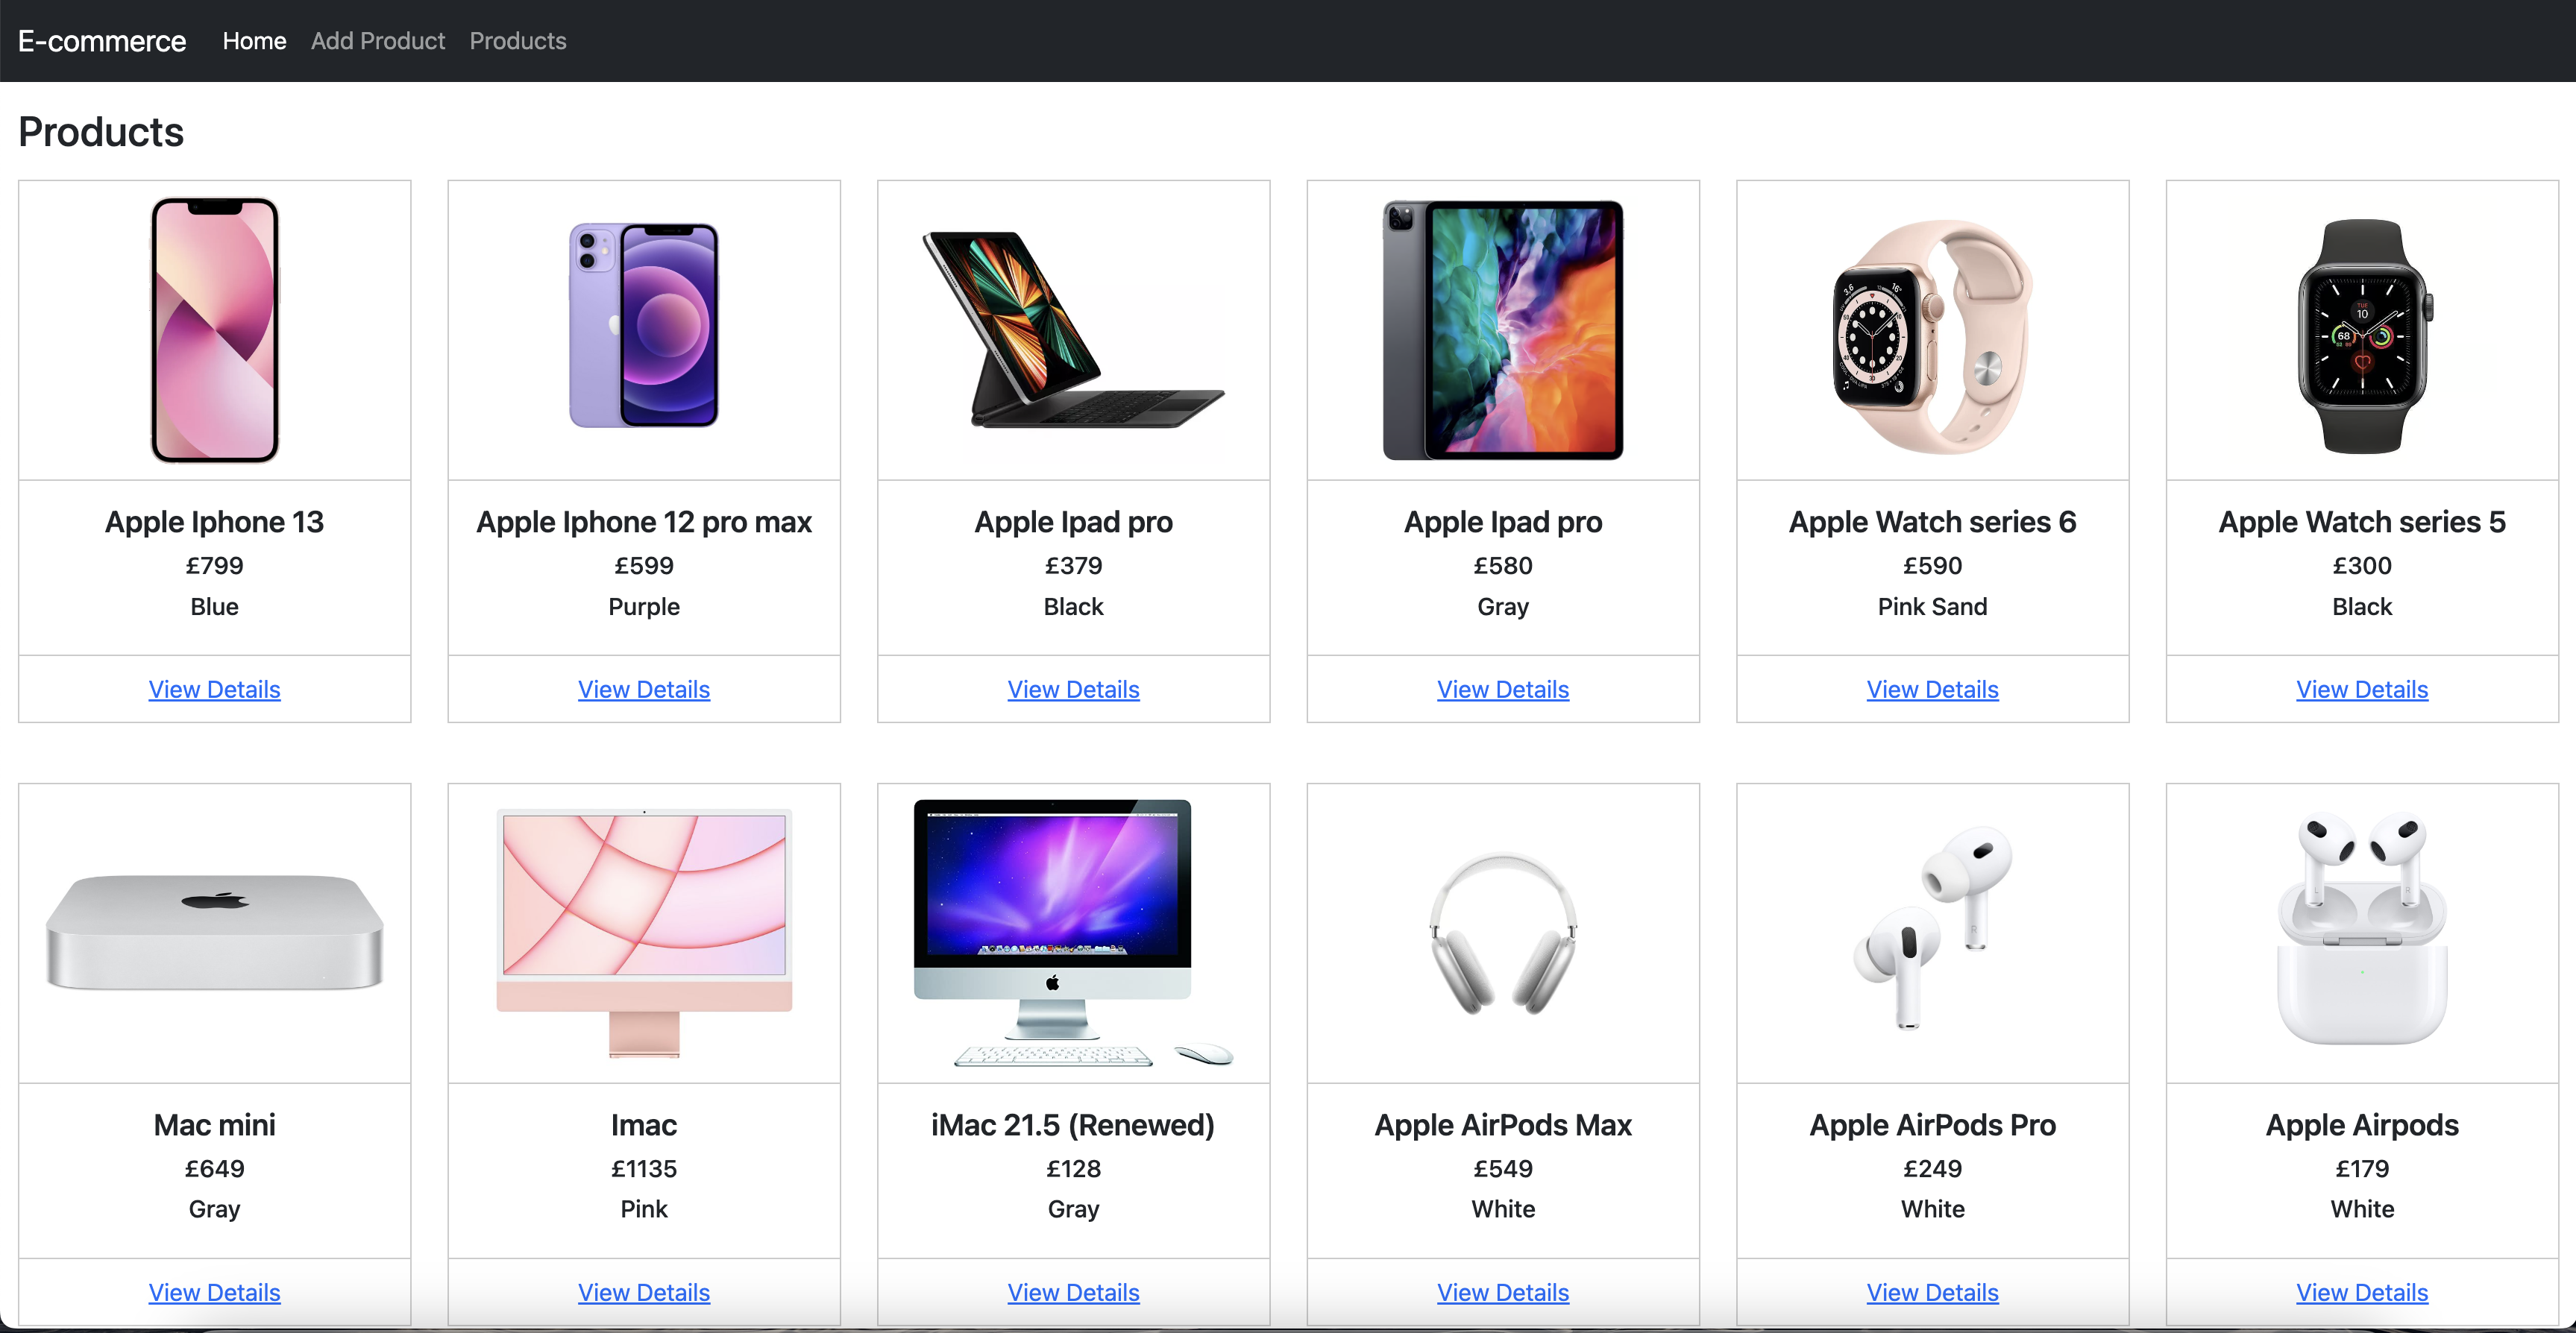 E-commerce Home Add Product Products
Products
Apple Iphone 13
£799
Blue
View Details
Apple Iphone 12 pro max
£599
Purple
View Details
Apple Ipad pro
£379
Black
View Details
Apple Ipad pro
£580
Gray
View Details
Apple Watch series 6
£590
Pink Sand
View Details
TUE
10
68
Apple Watch series 5
£300
Black
View Details
Mac mini
£649
Gray
View Details
Imac
£1135
Pink
View Details
iMac 21.5 (Renewed)
£128
Gray
View Details
Apple AirPods Max
£549
White
View Details
Apple AirPods Pro
£249
White
View Details
Apple Airpods
£179
White
View Details